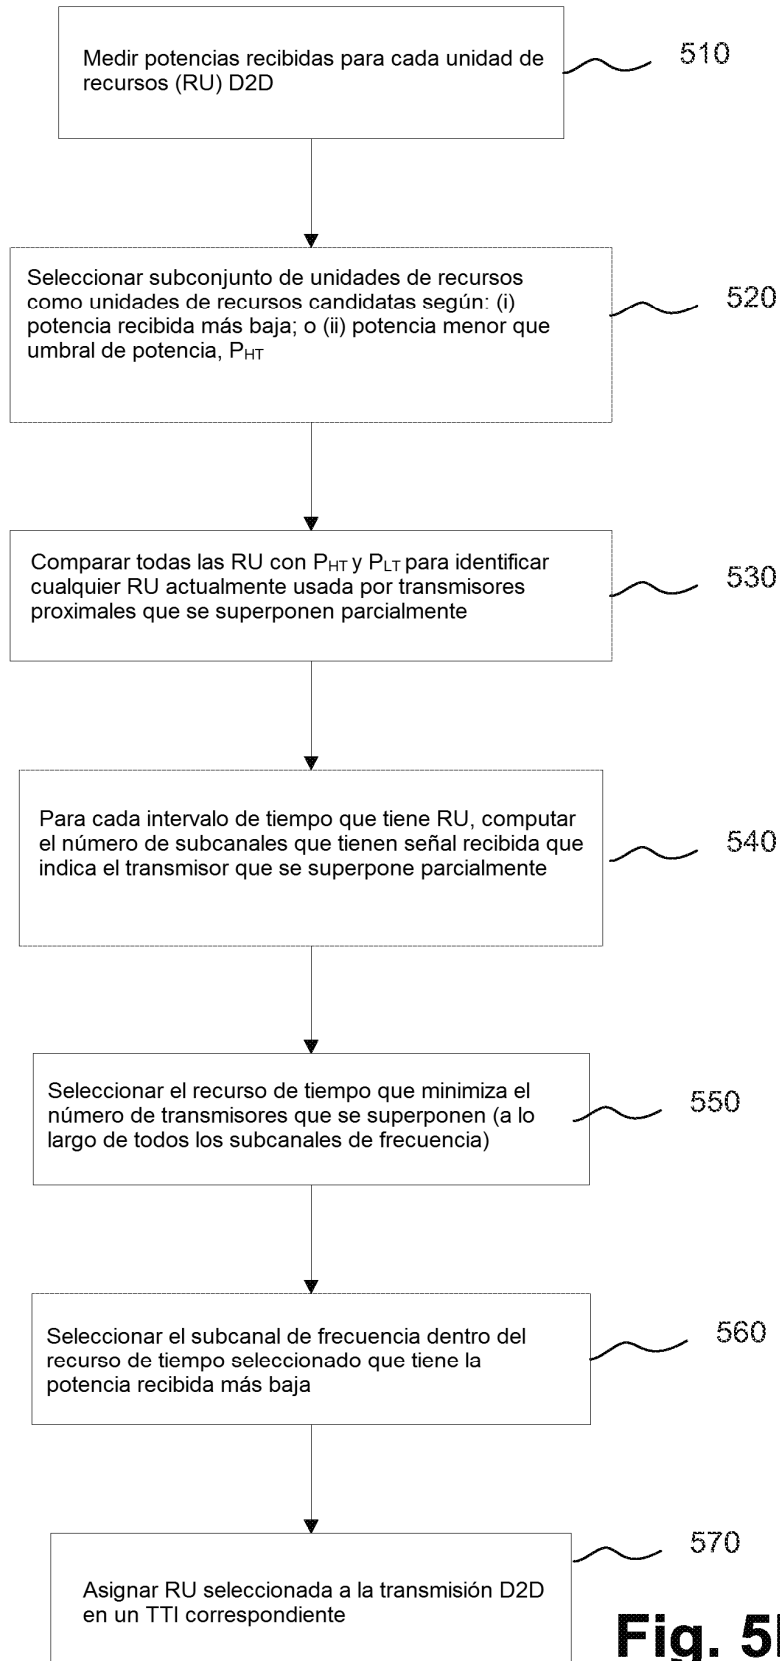 Medir potencias recibidas para cada unidad de
recursos (RU) D2D
510
Seleccionar subconjunto de unidades de recursos
como unidades de recursos candidatas según: (i)
potencia recibida más baja; o (ii) potencia menor que
umbral de potencia, PHT
520
Comparar todas las RU con PHT y PLT para identificar
cualquier RU actualmente usada por transmisores
proximales que se superponen parcialmente
530
Para cada intervalo de tiempo que tiene RU, computar
el número de subcanales que tienen señal recibida que
indica el transmisor que se superpone parcialmente
540
Seleccionar el recurso de tiempo que minimiza el
número de transmisores que se superponen (a lo
largo de todos los subcanales de frecuencia)
550
Seleccionar el subcanal de frecuencia dentro del
recurso de tiempo seleccionado que tiene la
potencia recibida más baja
560
Asignar RU seleccionada a la transmisión D2D
en un TTI correspondiente
570
Fig.